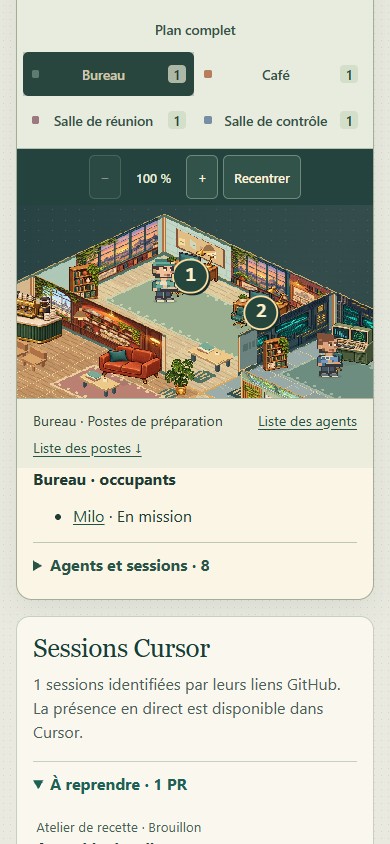 Plan complet
Bureau 1
Café 1
Salle de réunion 1
Salle de contrôle 1
− 100 % + Recentrer
1
2
Bureau · Postes de préparation Liste des agents
Liste des postes ↓
Bureau · occupants
• Milo · En mission
▶ Agents et sessions · 8
Sessions Cursor
1 sessions identifiées par leurs liens GitHub.
La présence en direct est disponible dans
Cursor.
▼ À reprendre · 1 PR
Atelier de recette · Brouillon